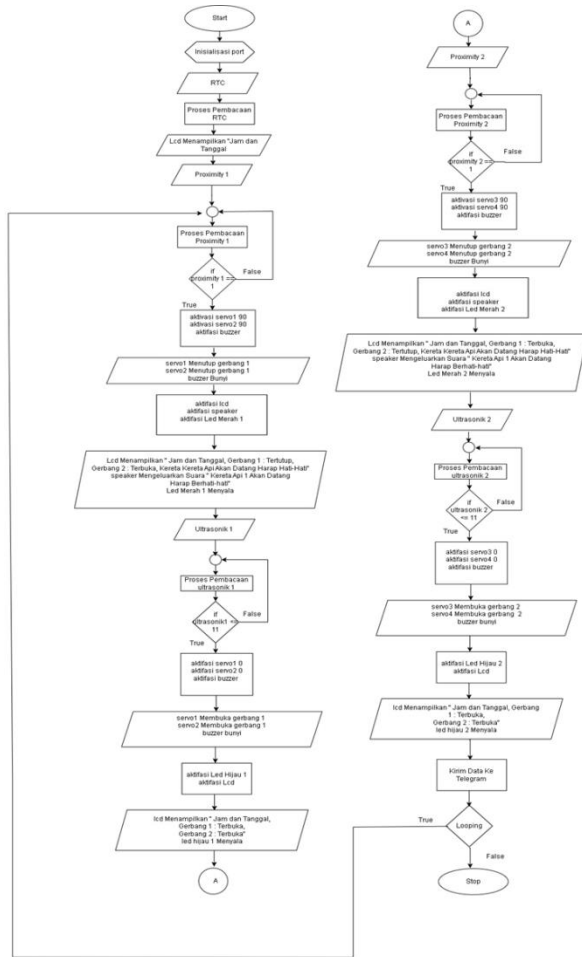 Start
Inisialisasi port
RTC
Proses Pembacaan
RTC
Lcd Menampilkan "Jam dan
Tanggal
Proximity 1
Proses Pembacaan
Proximity 1
if
proximity 1 ==
1
False
True
aktivasi servo1 90
aktivasi servo2 90
aktifasi buzzer
servo1 Menutup gerbang 1
servo2 Menutup gerbang 1
buzzer Bunyi
aktifasi lcd
aktifasi speaker
aktifasi Led Merah 1
Lcd Menampilkan " Jam dan Tanggal, Gerbang 1 : Tertutup,
Gerbang 2 : Terbuka, Kereta Kereta Api Akan Datang Harap Hati-Hati"
speaker Mengeluarkan Suara " Kereta Api 1 Akan Datang
Harap Berhati-hati"
Led Merah 1 Menyala
Ultrasonik 1
Proses Pembacaan
ultrasonik 1
if
ultrasonik1 <=
11
False
True
aktifasi servo1 0
aktifasi servo2 0
aktifasi buzzer
servo1 Membuka gerbang 1
servo2 Membuka gerbang 1
buzzer bunyi
aktifasi Led Hijau 1
aktifasi Lcd
lcd Menampilkan " Jam dan Tanggal,
Gerbang 1 : Terbuka,
Gerbang 2 : Terbuka"
led hijau 1 Menyala
A
A
Proximity 2
Proses Pembacaan
Proximity 2
if
proximity 2 ==
1
False
True
aktivasi servo3 90
aktivasi servo4 90
aktifasi buzzer
servo3 Menutup gerbang 2
servo4 Menutup gerbang 2
buzzer Bunyi
aktifasi lcd
aktifasi speaker
aktifasi Led Merah 2
Lcd Menampilkan " Jam dan Tanggal, Gerbang 1 : Terbuka,
Gerbang 2 : Tertutup, Kereta Kereta Api Akan Datang Harap Hati-Hati"
speaker Mengeluarkan Suara " Kereta Api 1 Akan Datang
Harap Berhati-hati"
Led Merah 2 Menyala
Ultrasonik 2
Proses Pembacaan
ultrasonik 2
if
ultrasonik 2
<= 11
False
True
aktifasi servo3 0
aktifasi servo4 0
aktifasi buzzer
servo3 Membuka gerbang 2
servo4 Membuka gerbang 2
buzzer bunyi
aktifasi Led Hijau 2
aktifasi Lcd
lcd Menampilkan " Jam dan Tanggal, Gerbang
1 : Terbuka,
Gerbang 2 : Terbuka"
led hijau 2 Menyala
Kirim Data Ke
Telegram
True
Looping
False
Stop